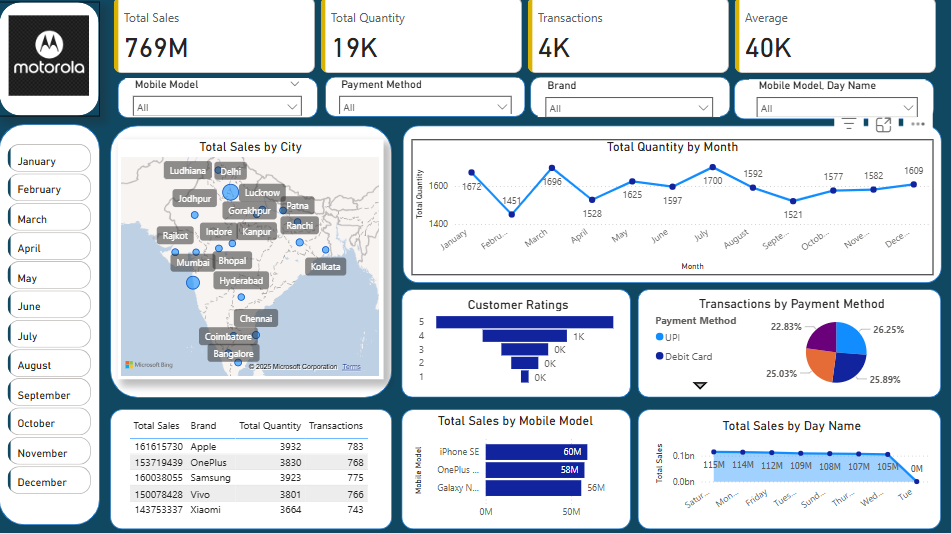 motorola
Total Sales
769M
Total Quantity
19K
Transactions
4K
Average
40K
Mobile Model
All
Payment Method
All
Brand
All
Mobile Model, Day Name
All
January
February
March
April
May
June
July
August
September
October
November
December
Total Sales by City
Ludhiana
Delhi
Jodhpur
Lucknow
Gorakhpur
Patna
Rajkot
Indore
Kanpur
Ranchi
Mumbai
Bhopal
Kolkata
Hyderabad
Chennai
Coimbatore
Bangalore
Microsoft Bing
© 2025 Microsoft Corporation Terms
Total Quantity by Month
Total Quantity
1600
1400
1672
1451
1696
1528
1625
1597
1700
1592
1521
1577
1582
1609
January
Febru...
March
April
May
June
July
August
Septe...
Octob...
Nove...
Dece...
Month
Customer Ratings
5
4 1K
3 0K
2 0K
1 0K
Transactions by Payment Method
Payment Method
UPI
Debit Card
22.83%
26.25%
25.03%
25.89%
Total Sales Brand Total Quantity Transactions
161615730 Apple 3932 783
153719439 OnePlus 3830 768
160038055 Samsung 3923 775
150078428 Vivo 3801 766
143753337 Xiaomi 3664 743
Total Sales by Mobile Model
Mobile Model
iPhone SE 60M
OnePlus ... 58M
Galaxy N... 56M
0M 50M
Total Sales by Day Name
Total Sales
0.1bn
0.0bn
115M 114M 112M 109M 108M 107M 105M 0M
Satur... Mon... Friday Tues... Sund... Thur... Wed... Tue